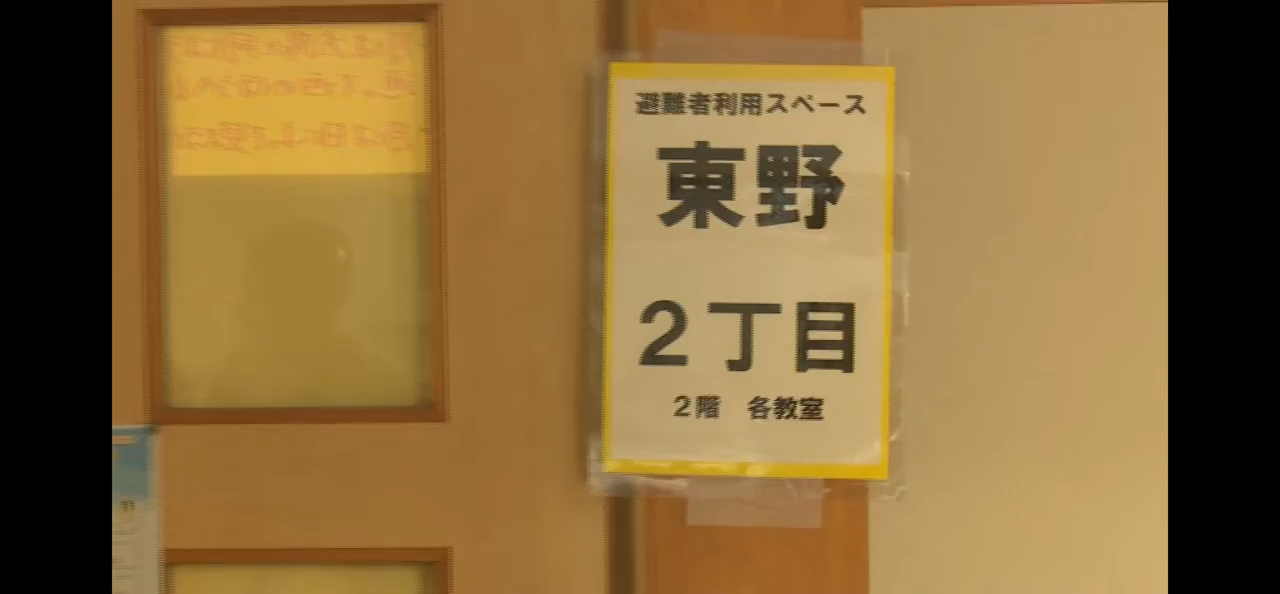 避難者利用スペース
東野
２丁目
２階　各教室